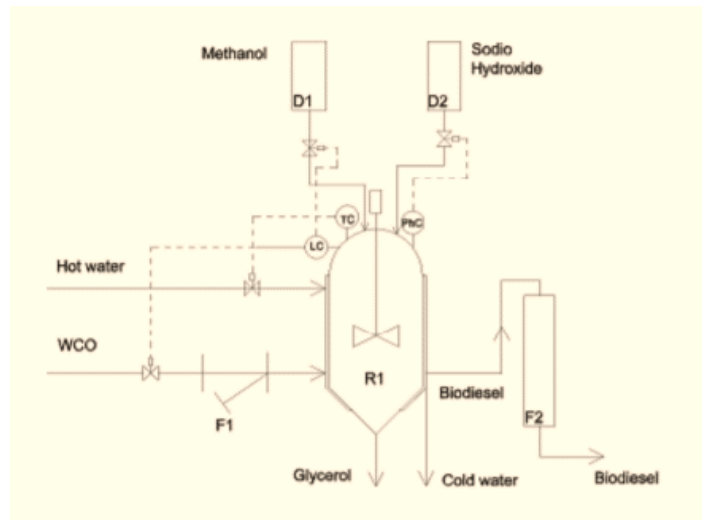 Methanol
D1
Sodio
Hydroxide
D2
TC
PhC
LC
Hot water
WCO
F1
R1
Biodiesel
F2
Glycerol
Cold water
Biodiesel